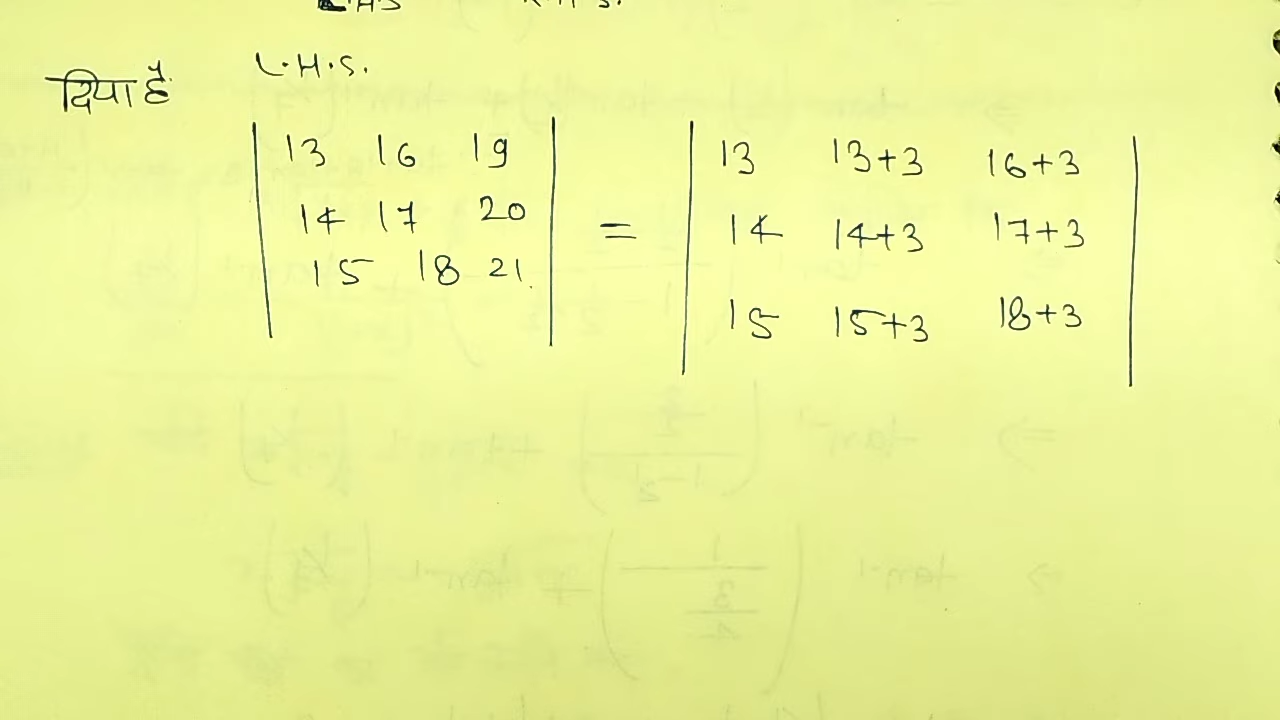 L.H.S.
दिया है
| 13 16 19 | = | 13 13+3 16+3 |
| 14 17 20 | | 14 14+3 17+3 |
| 15 18 21. | | 15 15+3 18+3 |